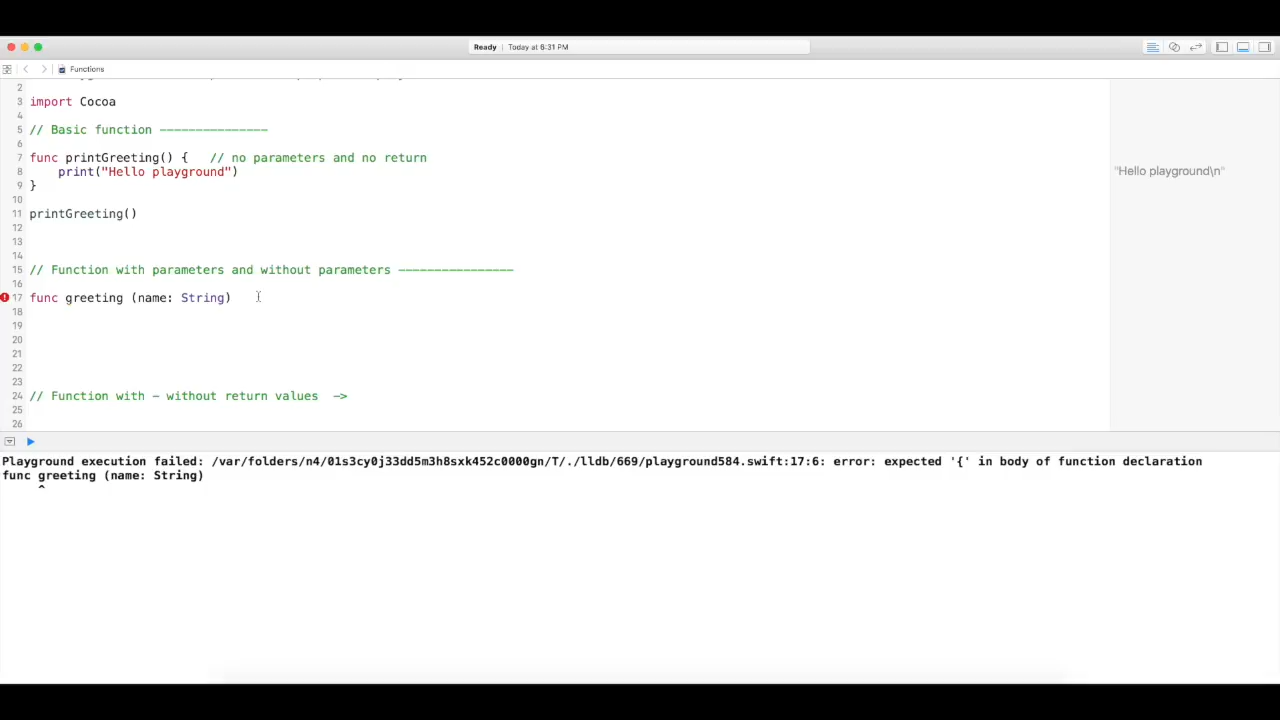 Ready | Today at 6:31 PM
Functions
2
3 import Cocoa
4
5 // Basic function ---------------
6
7 func printGreeting() { // no parameters and no return
8 print("Hello playground")
"Hello playground\n"
9 }
10
11 printGreeting()
12
13
14
15 // Function with parameters and without parameters ----------------
16
17 func greeting (name: String)
18
19
20
21
22
23
24 // Function with - without return values ->
25
26
Playground execution failed: /var/folders/n4/01s3cy0j33dd5m3h8sxk452c0000gn/T/./lldb/669/playground584.swift:17:6: error: expected '{' in body of function declaration
func greeting (name: String)
^